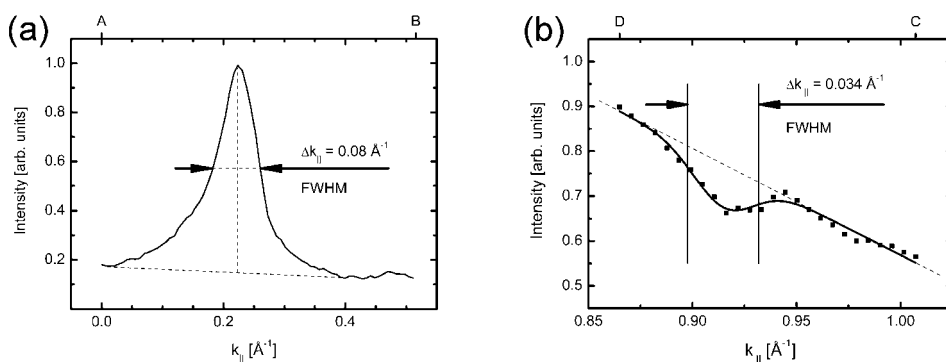 (a)
A B
1.0
0.8
0.6
0.4
0.2
Intensity [arb. units]
Δk|| = 0.08 Å-1
FWHM
0.0 0.2 0.4
k|| [Å-1]
(b)
D C
0.9
0.8
0.7
0.6
0.5
Intensity [arb. units]
Δk|| = 0.034 Å-1
FWHM
0.85 0.90 0.95 1.00
k|| [Å-1]